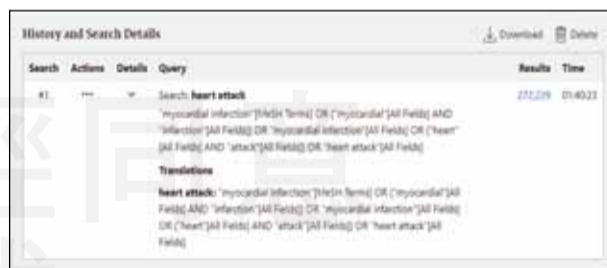 History and Search Details
Download Delete
Search Actions Details Query Results Time
#1 ••• Search: heart attack 272,229 01:40:23
"myocardial infarction"[MeSH Terms] OR ("myocardial"[All Fields] AND
"infarction"[All Fields]) OR "myocardial infarction"[All Fields] OR ("heart"
[All Fields] AND "attack"[All Fields]) OR "heart attack"[All Fields]
Translations
heart attack: "myocardial infarction"[MeSH Terms] OR ("myocardial"[All
Fields] AND "infarction"[All Fields]) OR "myocardial infarction"[All Fields]
OR ("heart"[All Fields] AND "attack"[All Fields]) OR "heart attack"[All
Fields]